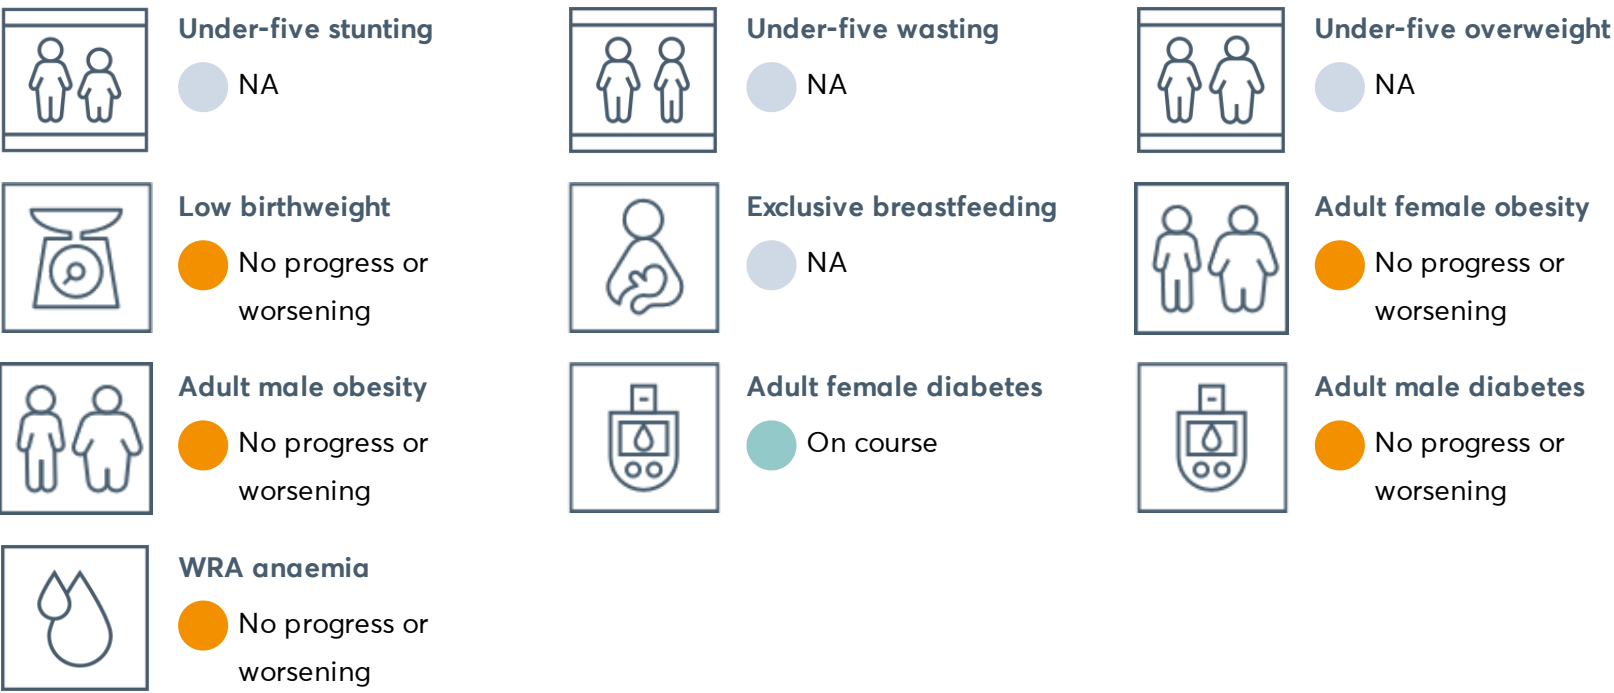 Under-five stunting
NA
Under-five wasting
NA
Under-five overweight
NA
Low birthweight
No progress or
worsening
Exclusive breastfeeding
NA
Adult female obesity
No progress or
worsening
Adult male obesity
No progress or
worsening
Adult female diabetes
On course
Adult male diabetes
No progress or
worsening
WRA anaemia
No progress or
worsening